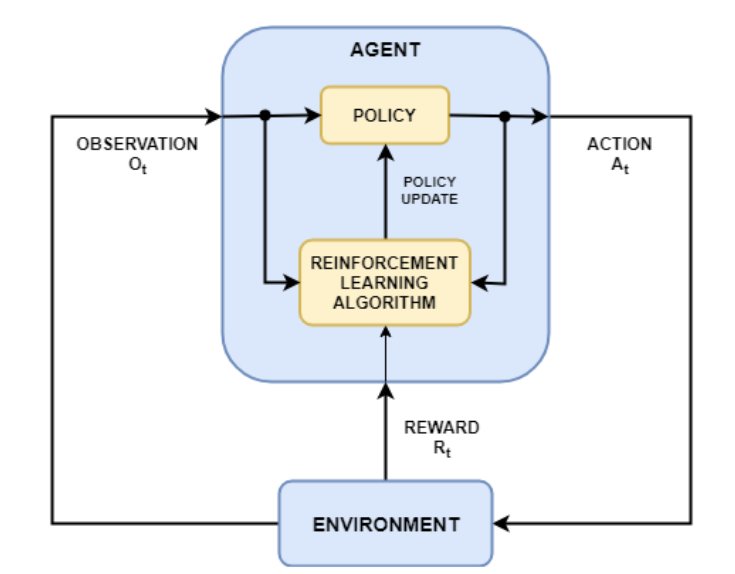 AGENT
POLICY
OBSERVATION
Ot
ACTION
At
POLICY
UPDATE
REINFORCEMENT
LEARNING
ALGORITHM
REWARD
Rt
ENVIRONMENT